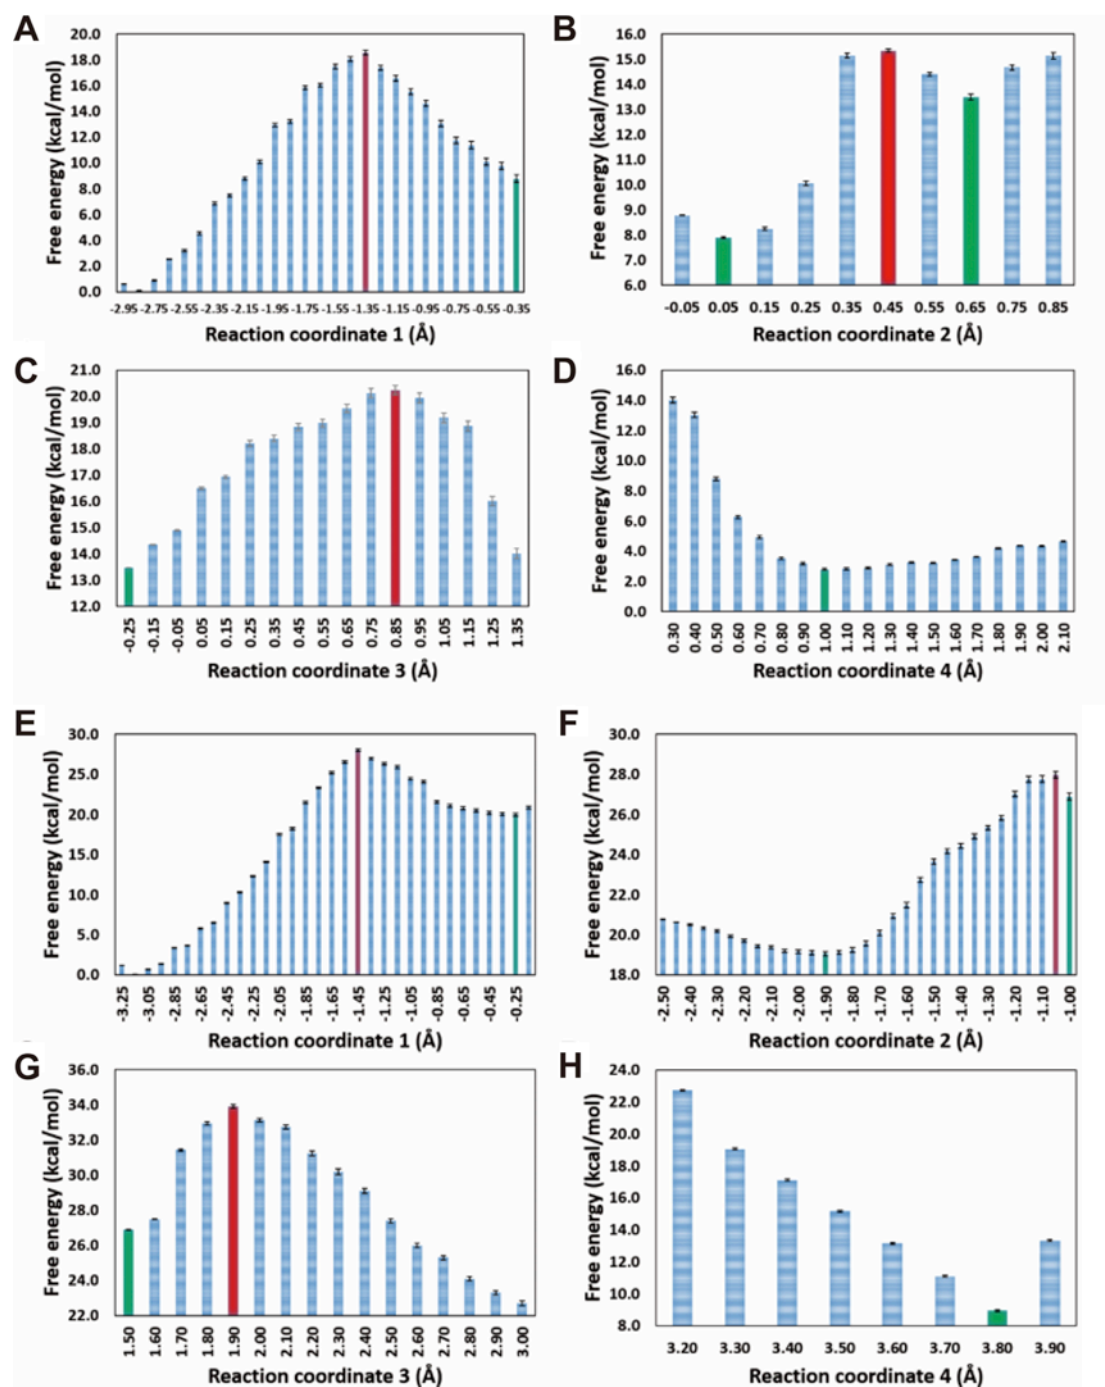 A
Free energy (kcal/mol)
20.0
18.0
16.0
14.0
12.0
10.0
8.0
6.0
4.0
2.0
0.0
-2.95 -2.75 -2.55 -2.35 -2.15 -1.95 -1.75 -1.55 -1.35 -1.15 -0.95 -0.75 -0.55 -0.35
Reaction coordinate 1 (Å)
B
Free energy (kcal/mol)
16.0
15.0
14.0
13.0
12.0
11.0
10.0
9.0
8.0
7.0
6.0
-0.05 0.05 0.15 0.25 0.35 0.45 0.55 0.65 0.75 0.85
Reaction coordinate 2 (Å)
C
Free energy (kcal/mol)
21.0
20.0
19.0
18.0
17.0
16.0
15.0
14.0
13.0
12.0
-0.25 -0.15 -0.05 0.05 0.15 0.25 0.35 0.45 0.55 0.65 0.75 0.85 0.95 1.05 1.15 1.25 1.35
Reaction coordinate 3 (Å)
D
Free energy (kcal/mol)
16.0
14.0
12.0
10.0
8.0
6.0
4.0
2.0
0.0
0.30 0.40 0.50 0.60 0.70 0.80 0.90 1.00 1.10 1.20 1.30 1.40 1.50 1.60 1.70 1.80 1.90 2.00 2.10
Reaction coordinate 4 (Å)
E
Free energy (kcal/mol)
30.0
25.0
20.0
15.0
10.0
5.0
0.0
-3.25 -3.05 -2.85 -2.65 -2.45 -2.25 -2.05 -1.85 -1.65 -1.45 -1.25 -1.05 -0.85 -0.65 -0.45 -0.25
Reaction coordinate 1 (Å)
F
Free energy (kcal/mol)
30.0
28.0
26.0
24.0
22.0
20.0
18.0
-2.50 -2.40 -2.30 -2.20 -2.10 -2.00 -1.90 -1.80 -1.70 -1.60 -1.50 -1.40 -1.30 -1.20 -1.10 -1.00
Reaction coordinate 2 (Å)
G
Free energy (kcal/mol)
36.0
34.0
32.0
30.0
28.0
26.0
24.0
22.0
1.50 1.60 1.70 1.80 1.90 2.00 2.10 2.20 2.30 2.40 2.50 2.60 2.70 2.80 2.90 3.00
Reaction coordinate 3 (Å)
H
Free energy (kcal/mol)
24.0
22.0
20.0
18.0
16.0
14.0
12.0
10.0
8.0
3.20 3.30 3.40 3.50 3.60 3.70 3.80 3.90
Reaction coordinate 4 (Å)